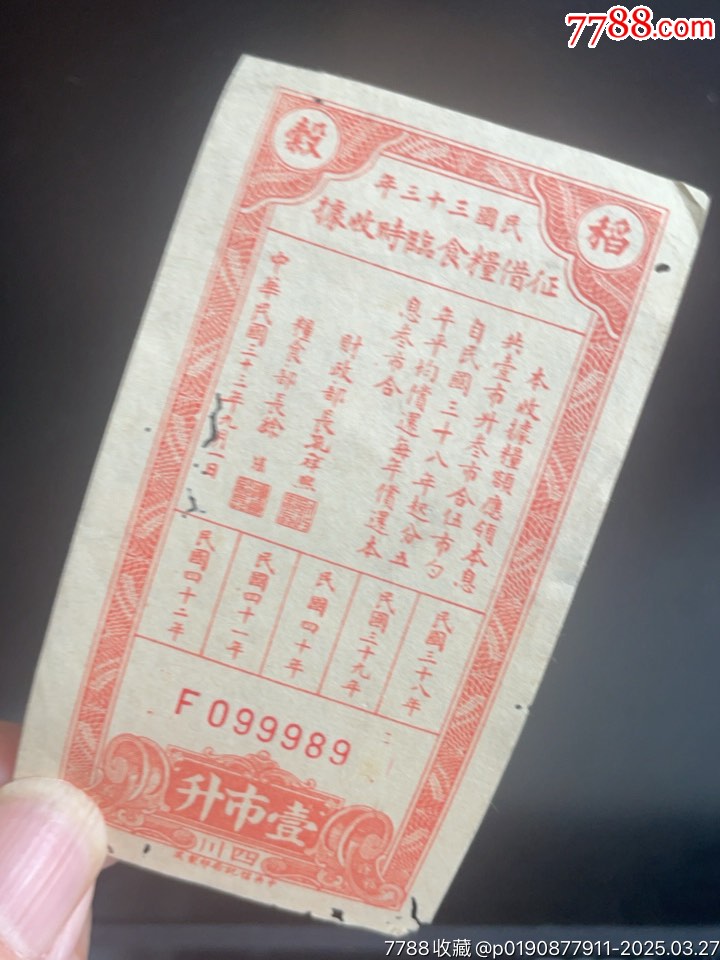 7788.com
稻穀
民國三十三年
征借糧食臨時收據
本收據糧額應領本息
共壹市升叁市合伍市勺
自民國三十八年起分五
年平均償還每年償還本
息叁市合
財政部長孔祥熙
糧食部長徐堪
中華民國三十三年九月一日
民國三十八年
民國三十九年
民國四十年
民國四十一年
民國四十二年
F099989
壹市升
四川
7788收藏@p0190877911-2025.03.27